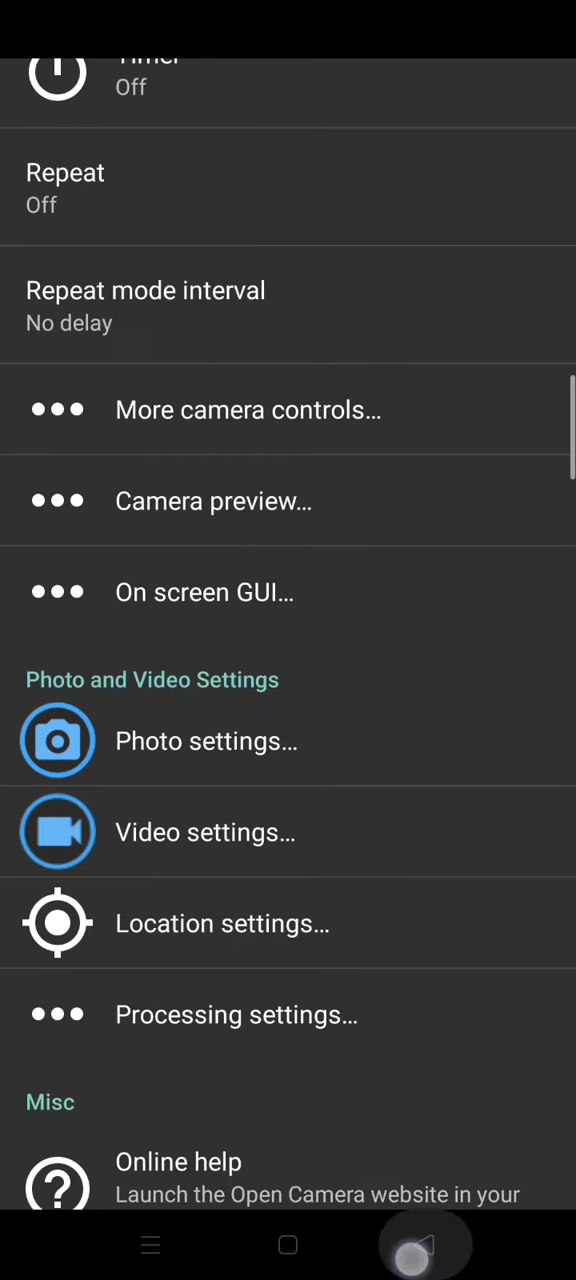 Timer
Off
Repeat
Off
Repeat mode interval
No delay
More camera controls...
Camera preview...
On screen GUI...
Photo and Video Settings
Photo settings...
Video settings...
Location settings...
Processing settings...
Misc
Online help
Launch the Open Camera website in your